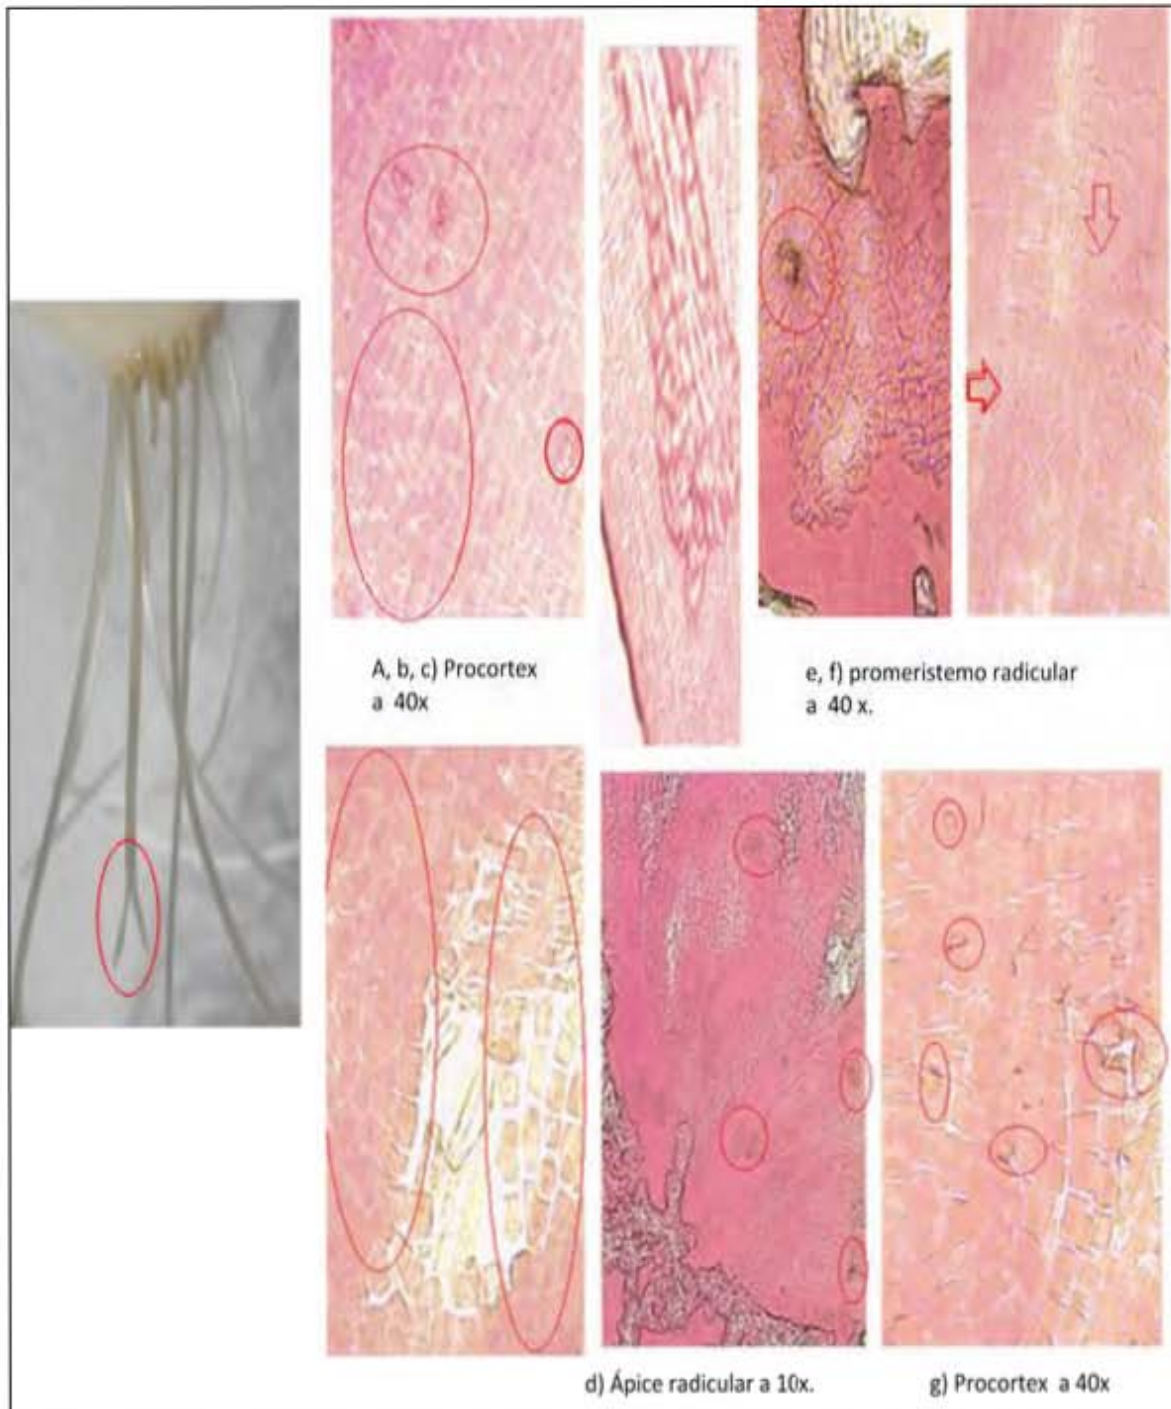 A, b, c) Procortex
a 40x
e, f) promeristemo radicular
a 40 x.
d) Ápice radicular a 10x.
g) Procortex a 40x